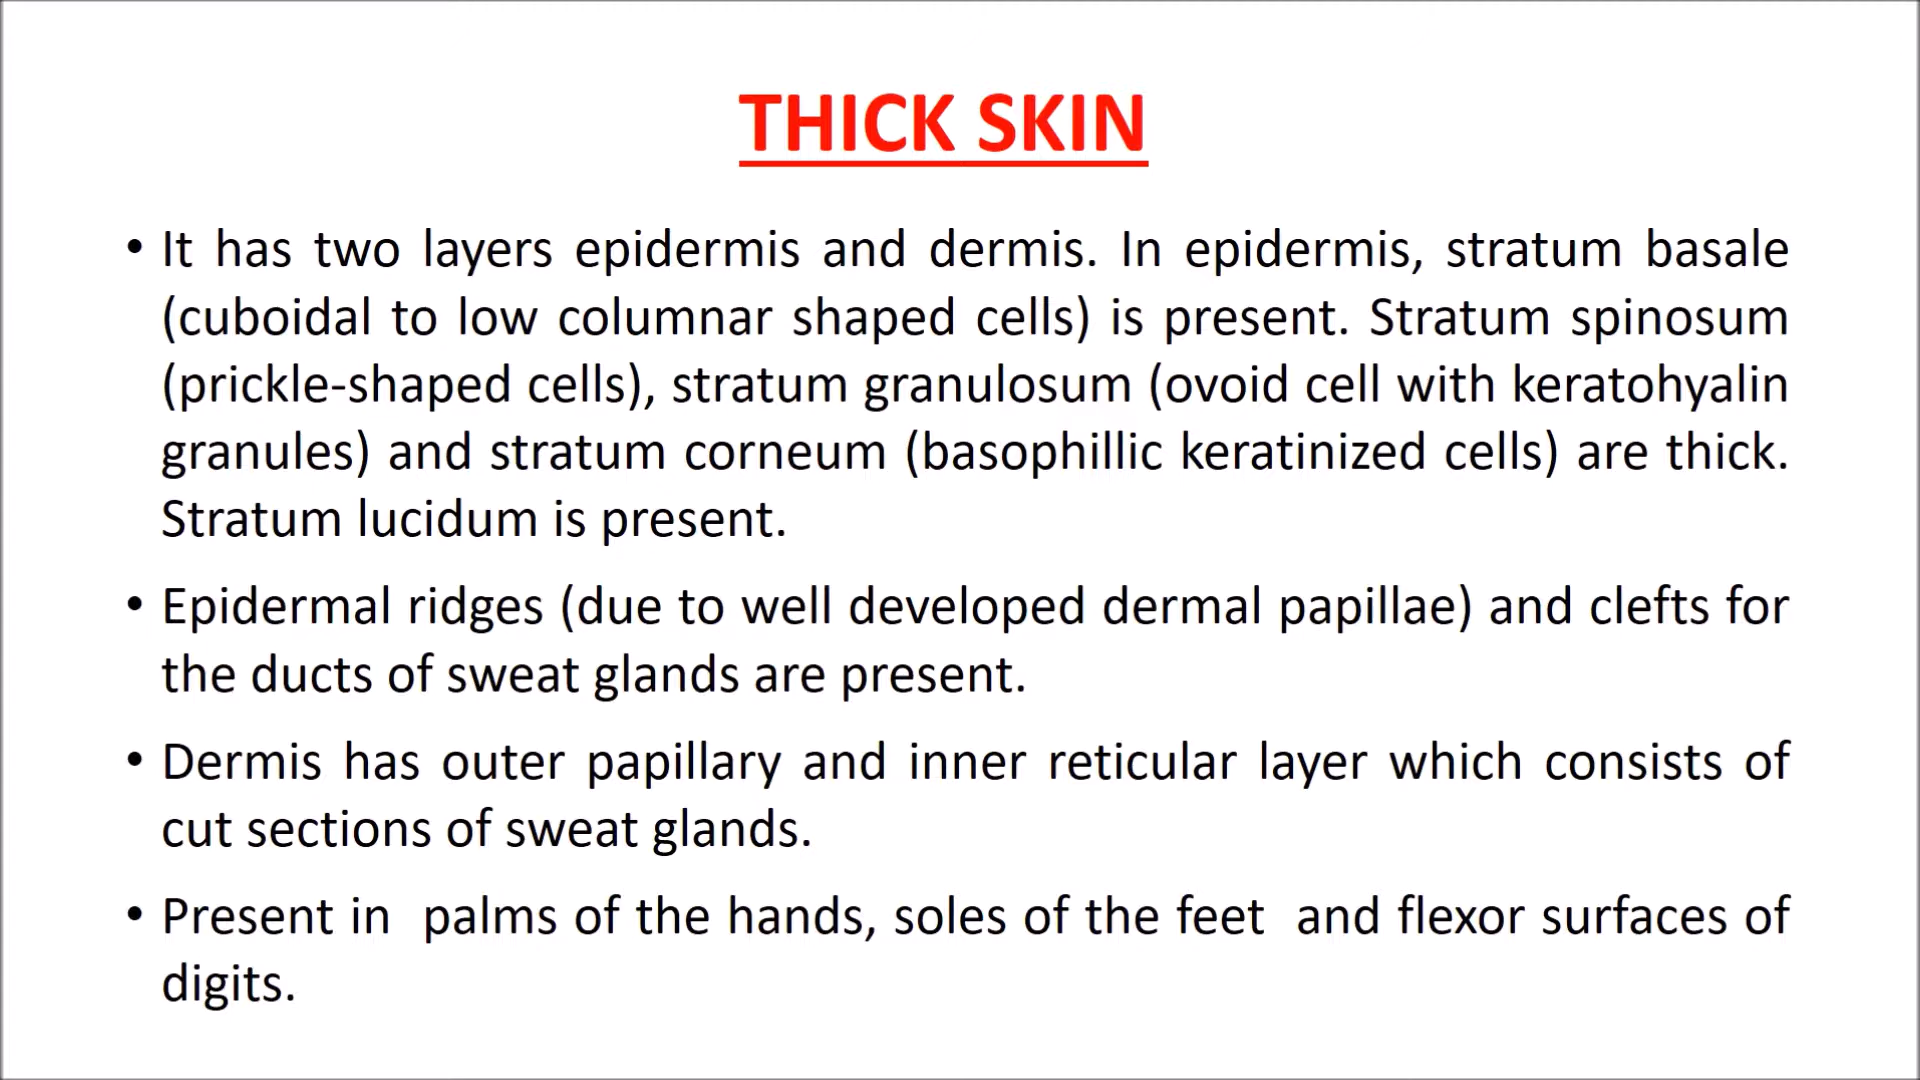 THICK SKIN
• It has two layers epidermis and dermis. In epidermis, stratum basale
(cuboidal to low columnar shaped cells) is present. Stratum spinosum
(prickle-shaped cells), stratum granulosum (ovoid cell with keratohyalin
granules) and stratum corneum (basophillic keratinized cells) are thick.
Stratum lucidum is present.
• Epidermal ridges (due to well developed dermal papillae) and clefts for
the ducts of sweat glands are present.
• Dermis has outer papillary and inner reticular layer which consists of
cut sections of sweat glands.
• Present in palms of the hands, soles of the feet and flexor surfaces of
digits.